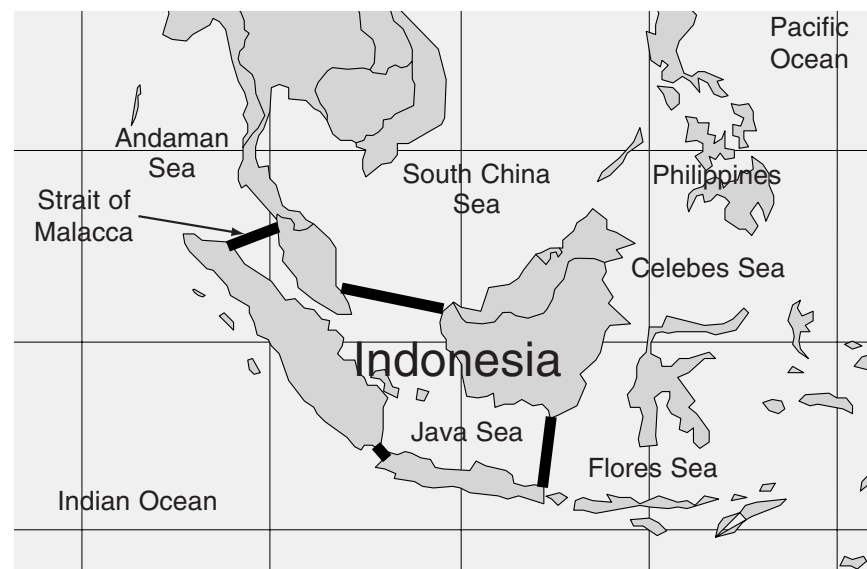 Pacific
Ocean
Andaman
Sea
South China
Sea
Philippines
Strait of
Malacca
Celebes Sea
Indonesia
Java Sea
Flores Sea
Indian Ocean